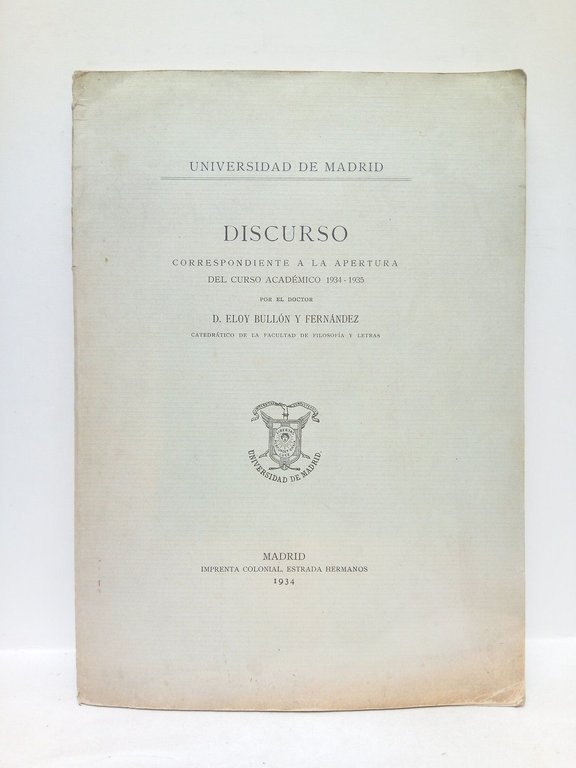 UNIVERSIDAD DE MADRID
DISCURSO
CORRESPONDIENTE A LA APERTURA
DEL CURSO ACADÉMICO 1934-1935
POR EL DOCTOR
D. ELOY BULLÓN Y FERNÁNDEZ
CATEDRÁTICO DE LA FACULTAD DE FILOSOFÍA Y LETRAS
UNIVERSIDAD DE MADRID
MADRID
IMPRENTA COLONIAL, ESTRADA HERMANOS
1934